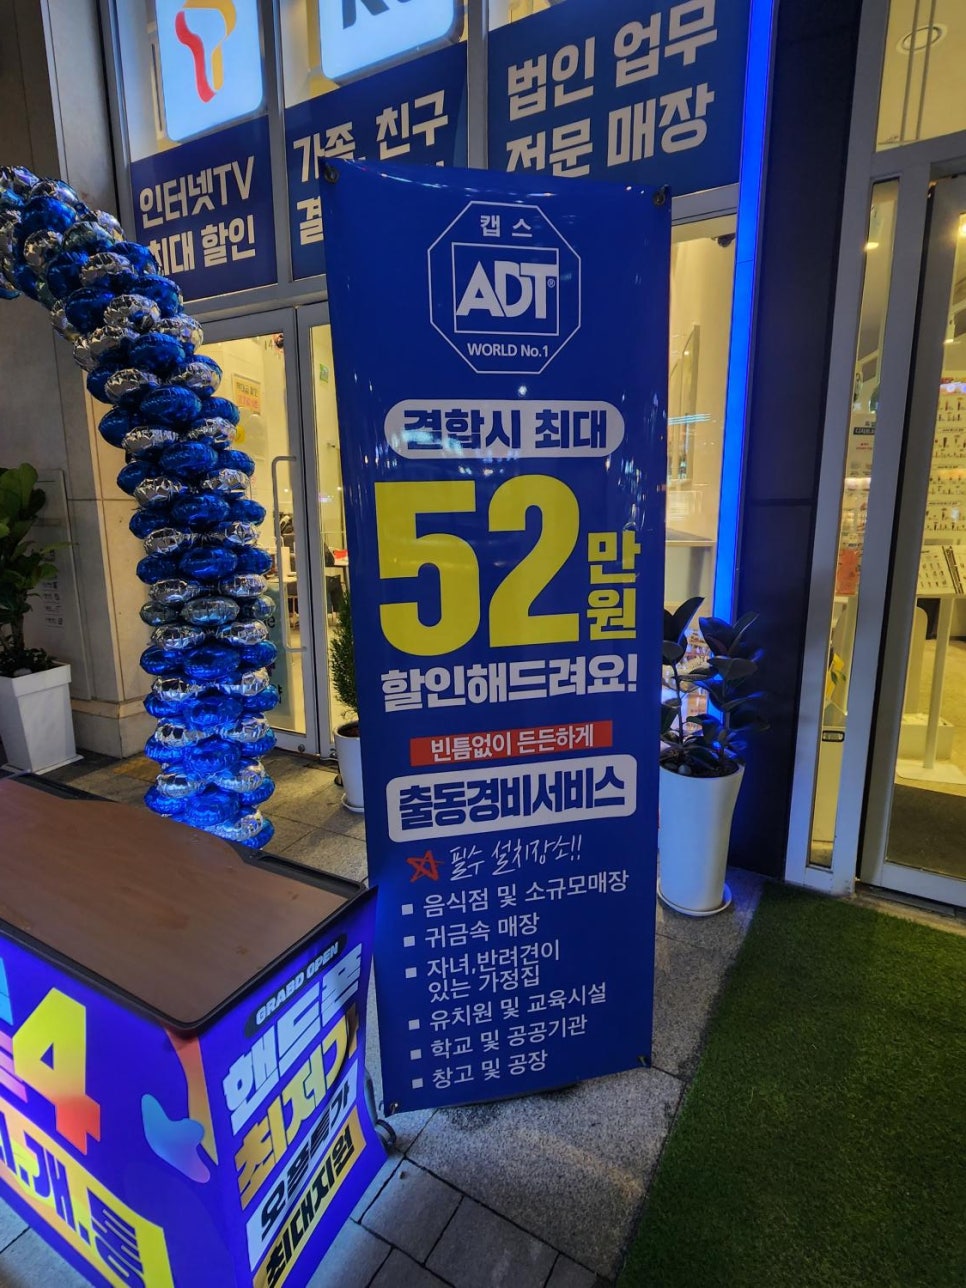 인터넷TV
최대 할인
가족, 친구
법인 업무
전문 매장
캡스
ADT®
WORLD No.1
결합시 최대
52만원
할인해드려요!
빈틈없이 든든하게
출동경비서비스
필수 설치장소!!
■ 음식점 및 소규모매장
■ 귀금속 매장
■ 자녀,반려견이
있는 가정집
■ 유치원 및 교육시설
■ 학교 및 공공기관
■ 창고 및 공장
4
GRABD OPEN
핸드폰
최저가
오픈특가
최대지원